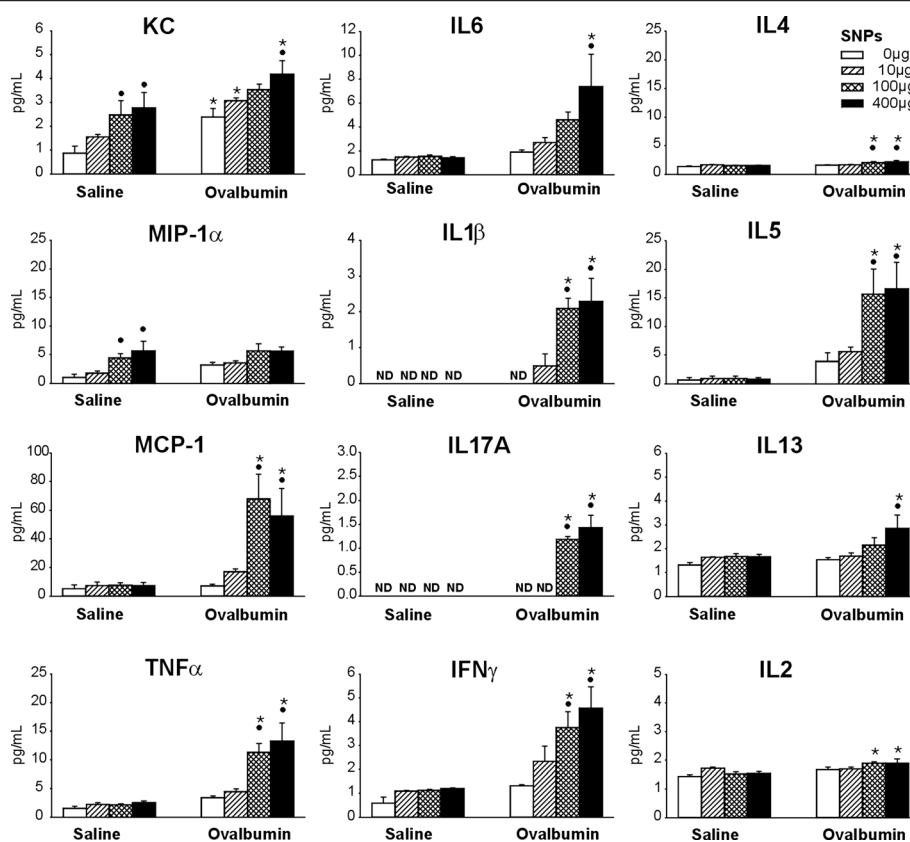 KC
IL6
IL4
SNPs
0µg
10µg
100µg
400µg
pg/mL
6
5
4
3
2
1
0
* * *
Saline
Ovalbumin
pg/mL
12
10
8
6
4
2
0
*
Saline
Ovalbumin
pg/mL
25
20
15
10
5
0
* *
Saline
Ovalbumin
MIP-1α
IL1β
IL5
pg/mL
25
20
15
10
5
0
Saline
Ovalbumin
pg/mL
4
3
2
1
0
* *
ND ND ND ND ND
Saline
Ovalbumin
pg/mL
25
20
15
10
5
0
* *
Saline
Ovalbumin
MCP-1
IL17A
IL13
pg/mL
100
80
60
40
20
0
* *
Saline
Ovalbumin
pg/mL
3.0
2.5
2.0
1.5
1.0
0.5
0.0
* *
ND ND ND ND ND ND
Saline
Ovalbumin
pg/mL
6
5
4
3
2
1
0
*
Saline
Ovalbumin
TNFα
IFNγ
IL2
pg/mL
25
20
15
10
5
0
* *
Saline
Ovalbumin
pg/mL
6
5
4
3
2
1
0
* *
Saline
Ovalbumin
pg/mL
5
4
3
2
1
0
* *
Saline
Ovalbumin